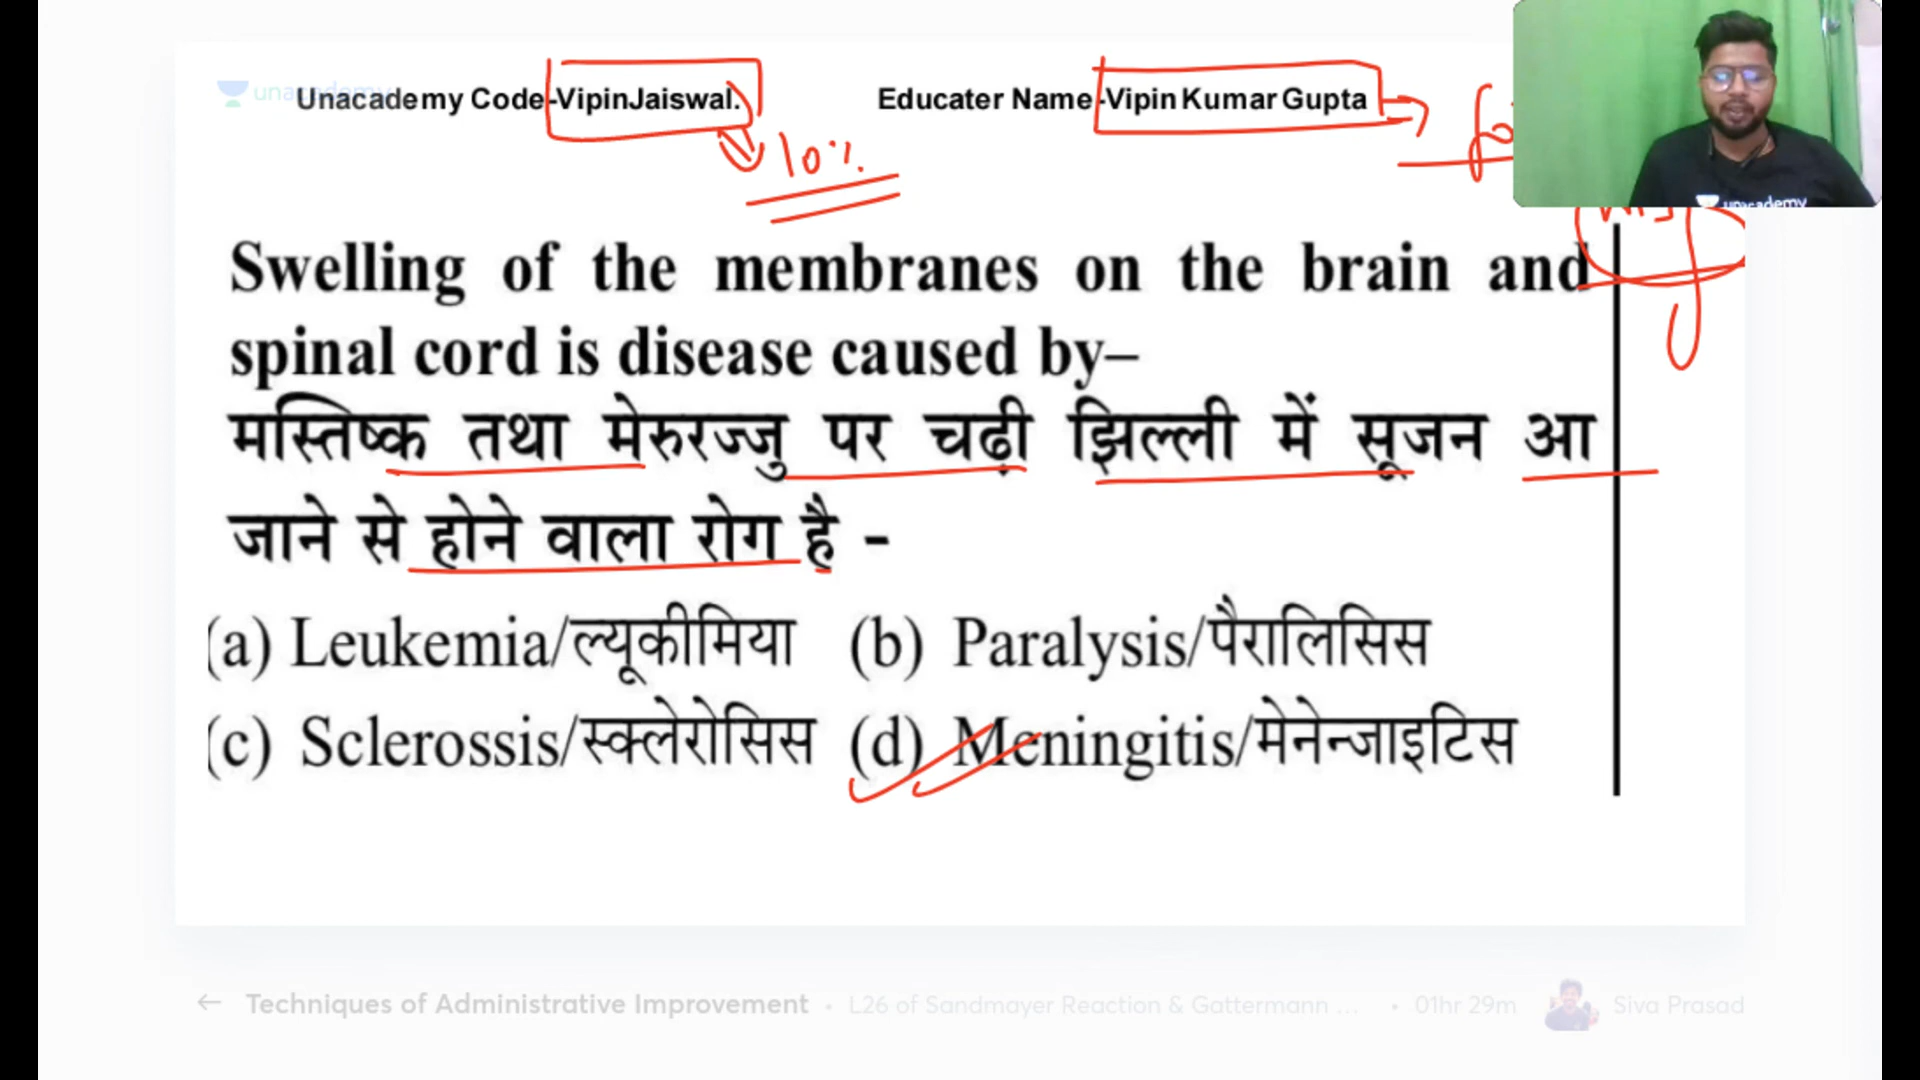 unacademy
Unacademy Code-VipinJaiswal. Educater Name-Vipin Kumar Gupta
10%
unacademy
Swelling of the membranes on the brain and
spinal cord is disease caused by–
मस्तिष्क तथा मेरुरज्जु पर चढ़ी झिल्ली में सूजन आ
जाने से होने वाला रोग है -
(a) Leukemia/ल्यूकीमिया (b) Paralysis/पैरालिसिस
(c) Sclerossis/स्क्लेरोसिस (d) Meningitis/मेनेन्जाइटिस
← Techniques of Administrative Improvement • L26 of Sandmayer Reaction & Gattermann ... • 01hr 29m Siva Prasad